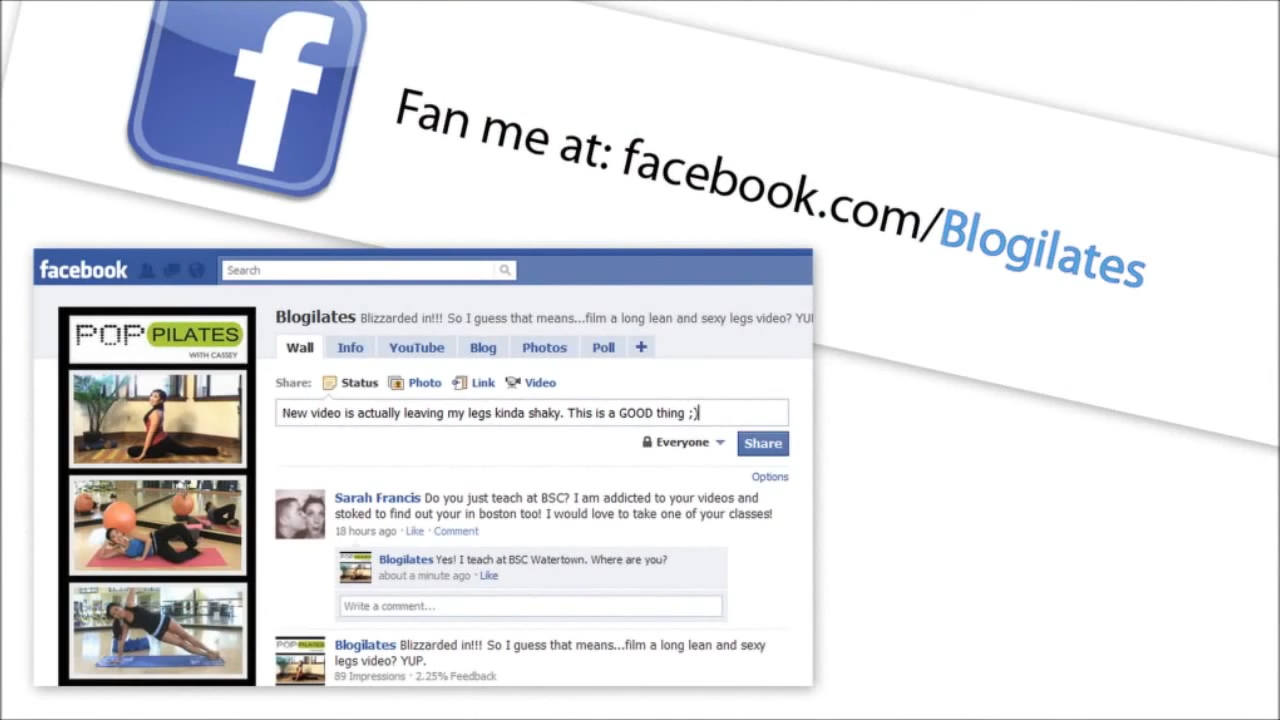 f
Fan me at: facebook.com/Blogilates
facebook
Search
POP PILATES
WITH CASSEY
Blogilates Blizzarded in!!! So I guess that means...film a long lean and sexy legs video? YU
Wall Info YouTube Blog Photos Poll +
Share: Status Photo Link Video
New video is actually leaving my legs kinda shaky. This is a GOOD thing ;)
Everyone Share
Options
Sarah Francis Do you just teach at BSC? I am addicted to your videos and
stoked to find out your in boston too! I would love to take one of your classes!
18 hours ago · Like · Comment
Blogilates Yes! I teach at BSC Watertown. Where are you?
about a minute ago · Like
Write a comment...
POP PILATES
Blogilates Blizzarded in!!! So I guess that means...film a long lean and sexy
legs video? YUP.
89 Impressions · 2.25% Feedback